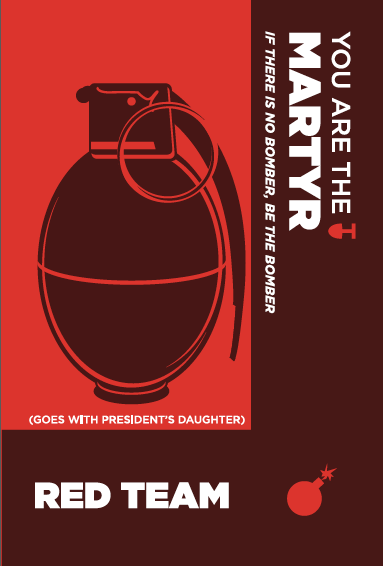 YOU ARE THE
MARTYR
IF THERE IS NO BOMBER, BE THE BOMBER
(GOES WITH PRESIDENT'S DAUGHTER)
RED TEAM